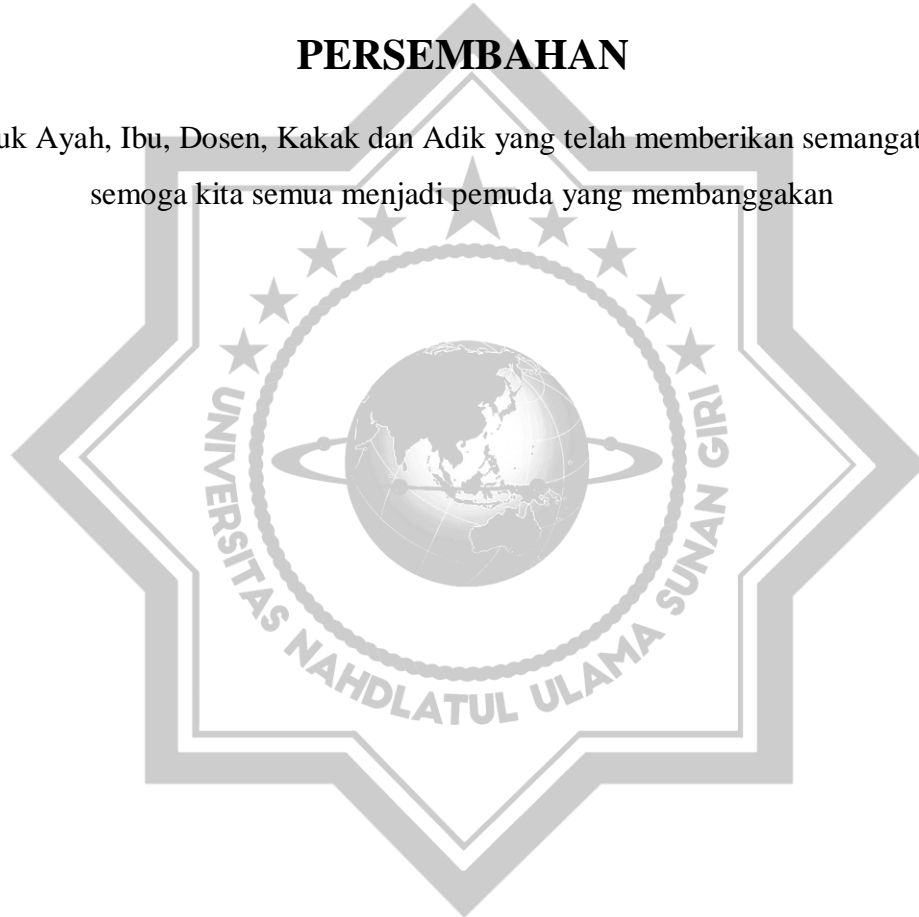 PERSEMBAHAN
uk Ayah, Ibu, Dosen, Kakak dan Adik yang telah memberikan semangat
semoga kita semua menjadi pemuda yang membanggakan
UNIVERSITAS NAHDLATUL ULAMA SUNAN GIRI